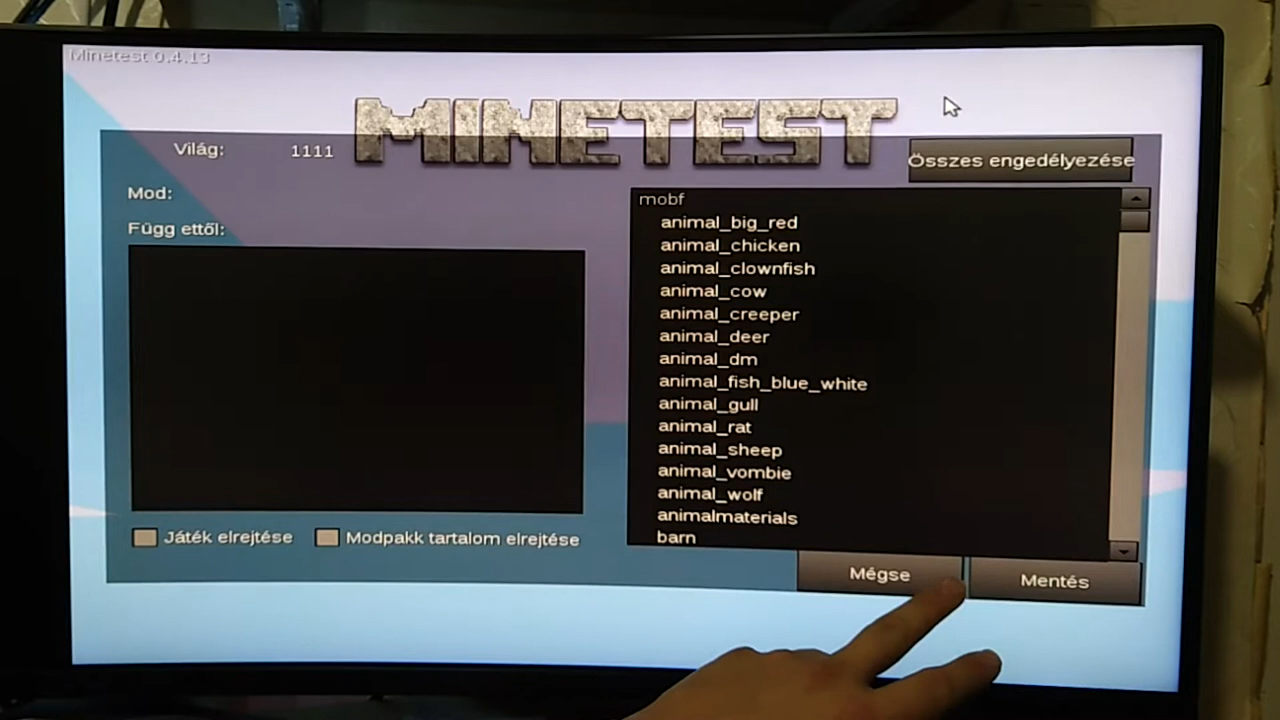 Minetest 0.4.13
MINETEST
Világ: 1111
Összes engedélyezése
Mod:
Függ ettől:
mobf
animal_big_red
animal_chicken
animal_clownfish
animal_cow
animal_creeper
animal_deer
animal_dm
animal_fish_blue_white
animal_gull
animal_rat
animal_sheep
animal_vombie
animal_wolf
animalmaterials
barn
Játék elrejtése
Modpakk tartalom elrejtése
Mégse
Mentés